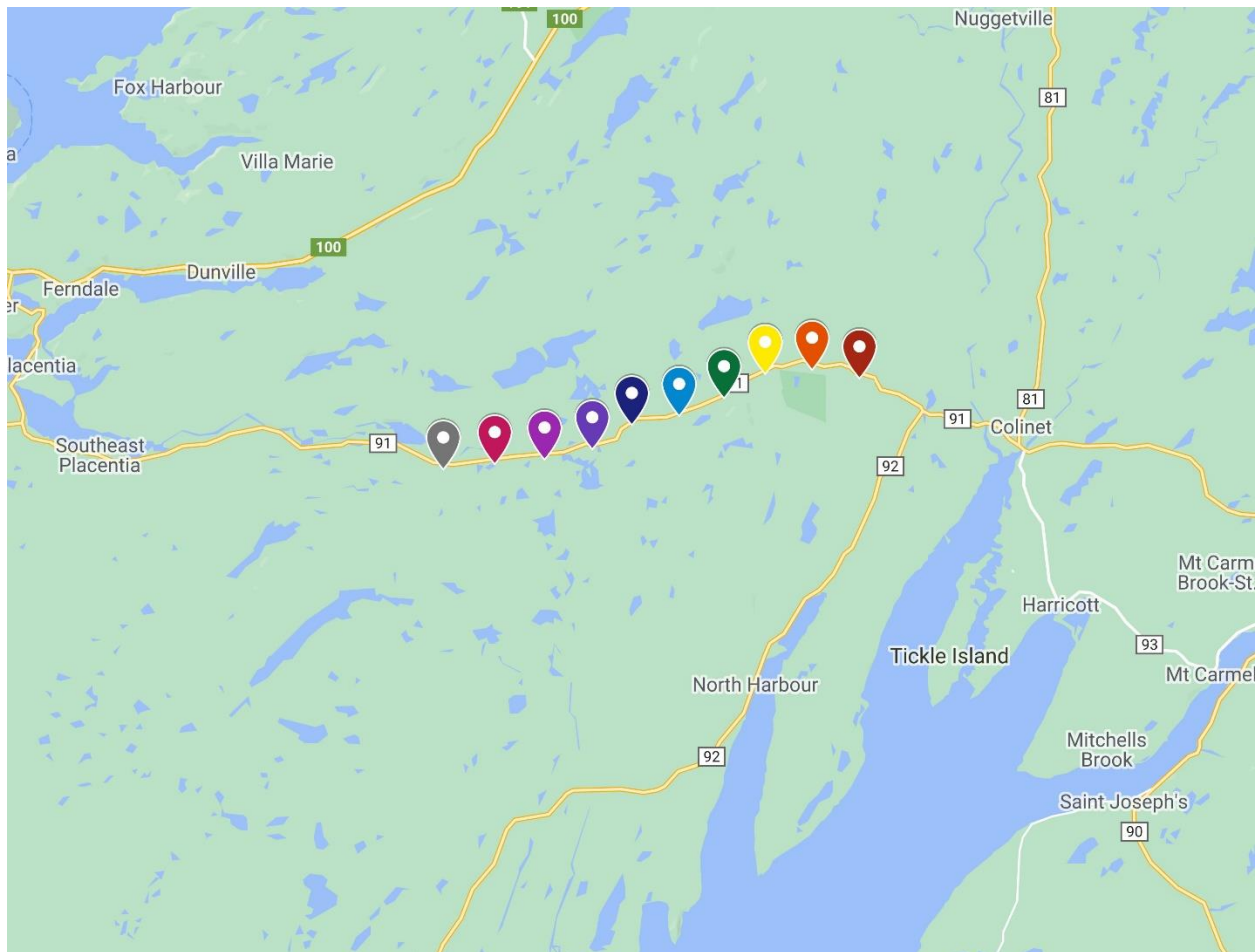 Nuggetville
100
Fox Harbour
81
Villa Marie
100
Dunville
Ferndale
81
Southeast
Placentia
91
91
Colinet
92
Mt Carm
Brook-St.
Harricott
Tickle Island
93
Mt Carmel
North Harbour
Mitchells
Brook
92
Saint Joseph's
90